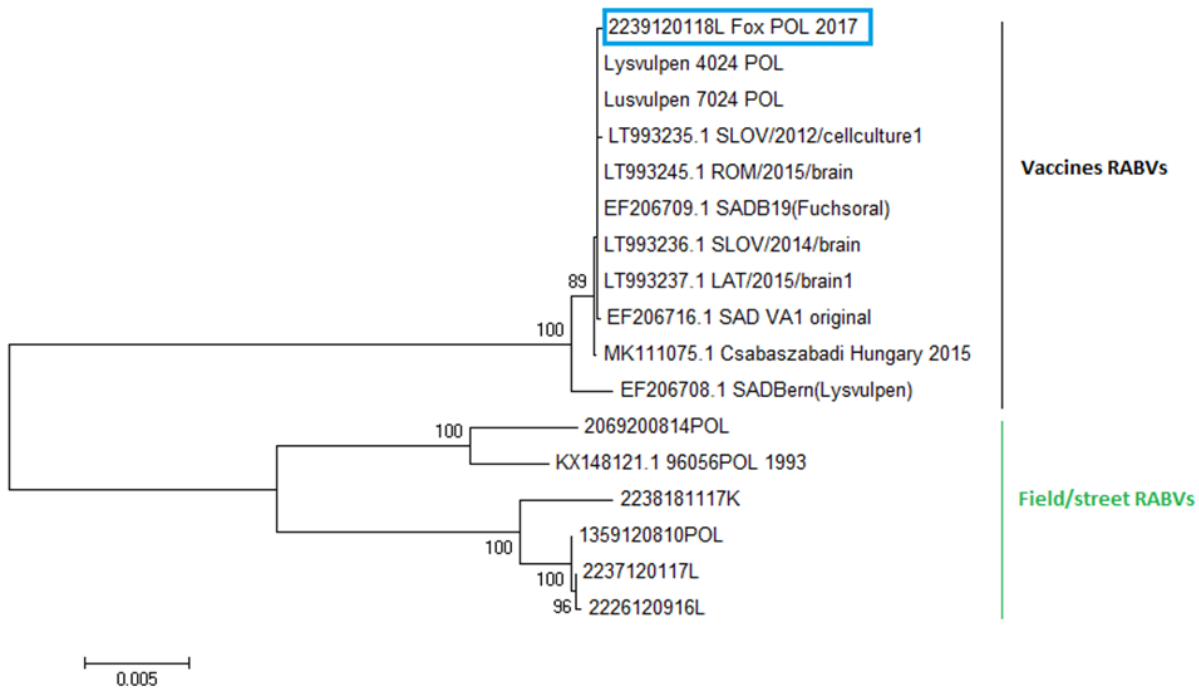 2239120118L Fox POL 2017
Lysvulpen 4024 POL
Lusvulpen 7024 POL
LT993235.1 SLOV/2012/cellculture1
LT993245.1 ROM/2015/brain
Vaccines RABVs
EF206709.1 SADB19(Fuchsoral)
LT993236.1 SLOV/2014/brain
89
LT993237.1 LAT/2015/brain1
EF206716.1 SAD VA1 original
100
MK111075.1 Csabaszabadi Hungary 2015
EF206708.1 SADBern(Lysvulpen)
100
2069200814POL
KX148121.1 96056POL 1993
2238181117K
Field/street RABVs
100
1359120810POL
100
2237120117L
96
2226120916L
0.005